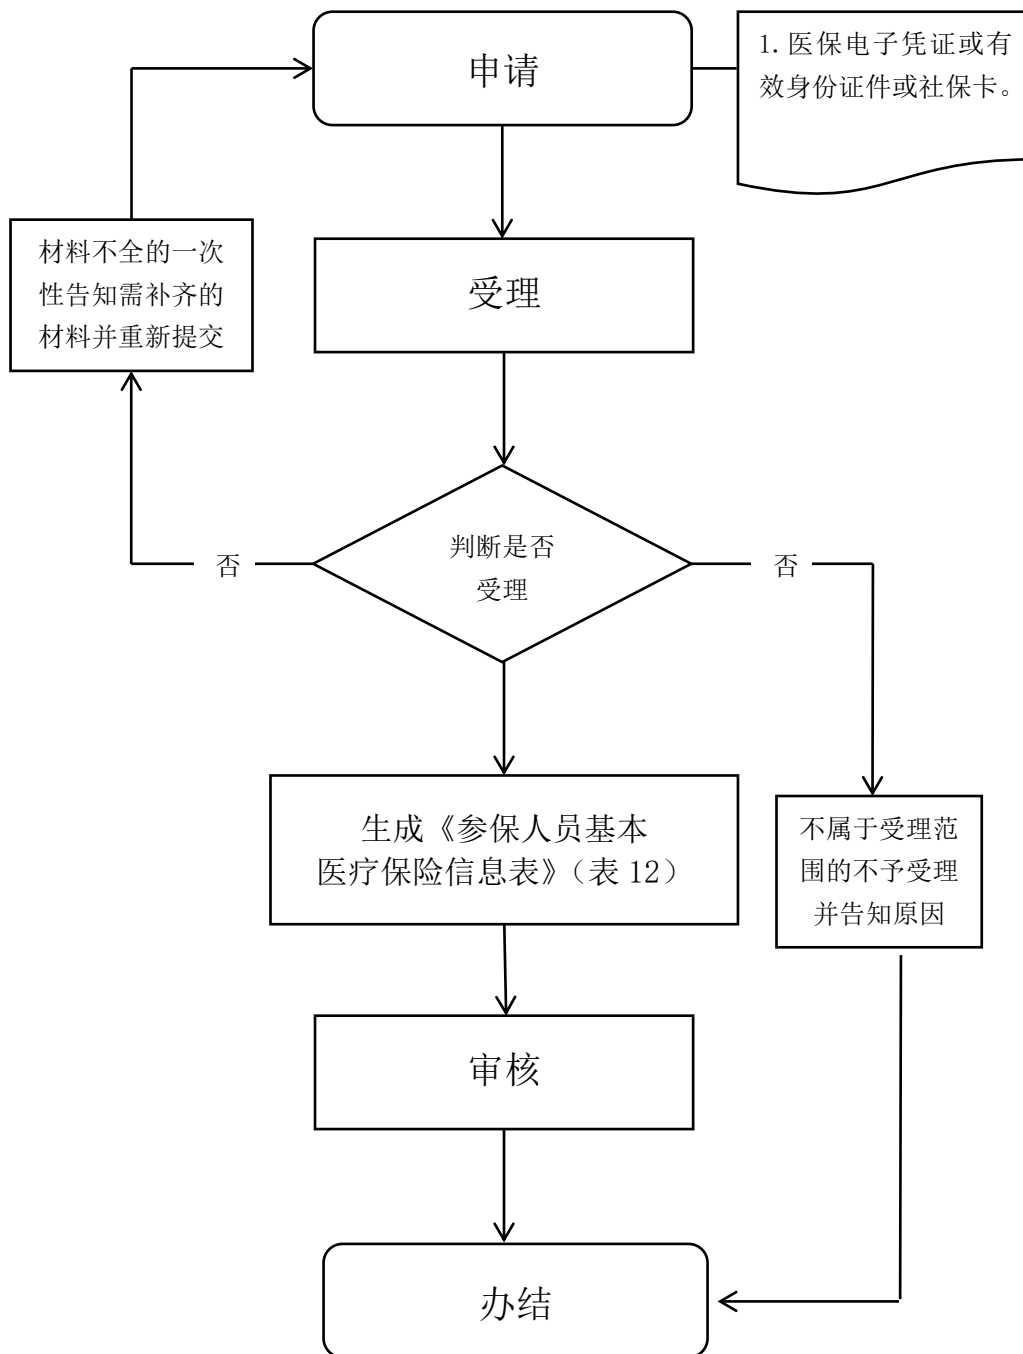 申请
1.医保电子凭证或有
效身份证件或社保卡。
材料不全的一次
性告知需补齐的
材料并重新提交
受理
判断是否
受理
否
否
生成《参保人员基本
医疗保险信息表》（表 12）
不属于受理范
围的不予受理
并告知原因
审核
办结